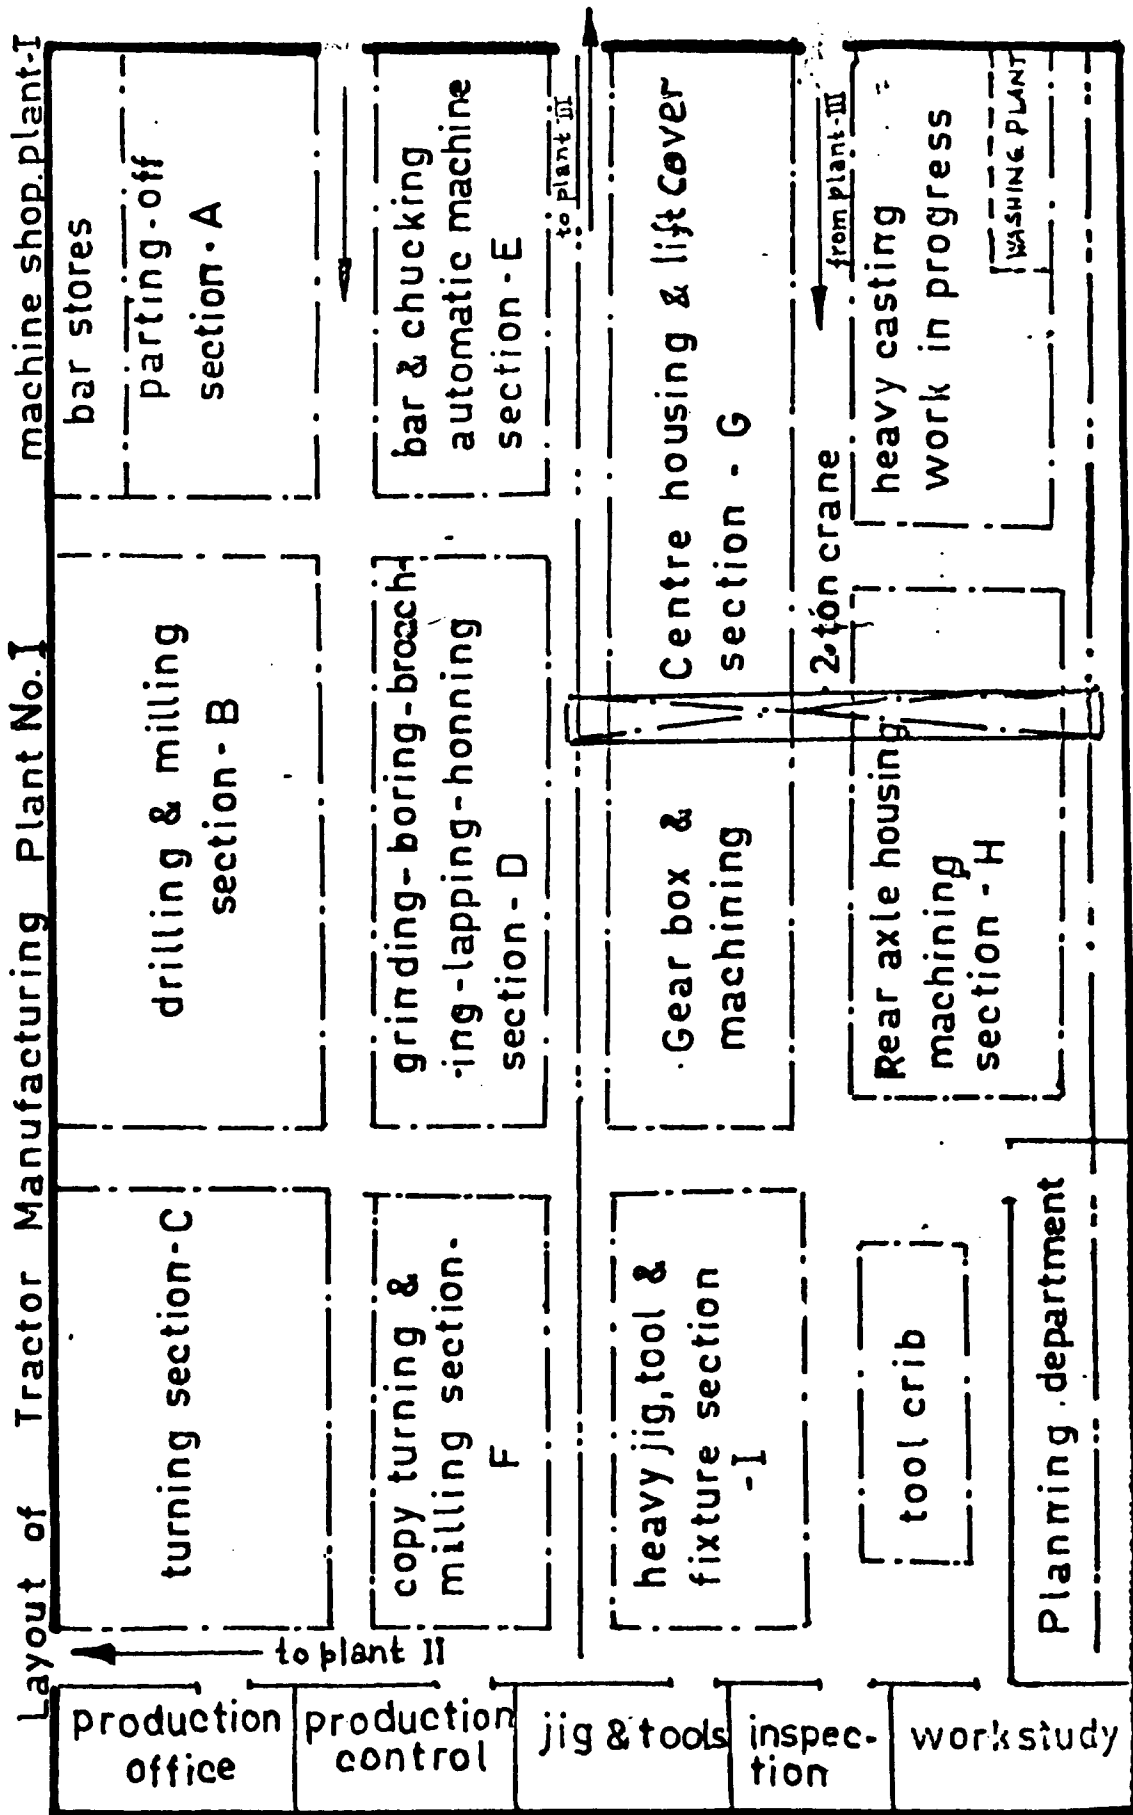 Layout of Tractor Manufacturing Plant No.I machine shop.plant-I
bar stores
parting-off
section·A
drilling & milling
section-B
turning section-C
bar & chucking
automatic machine
section-E
grinding-boring-broach-
ing-lapping-honning
section-D
copy turning &
milling section-
F
to plant III
to plant II
Centre housing & lift cover
section - G
Gear box &
machining
heavy jig,tool &
fixture section
-I
from plant-III
2.ton crane
heavy casting
work in progress
WASHING PLANT
Rear axle housing
machining
section-H
tool crib
Planning department
production
office
production
control
jig & tools
inspec-
tion
workstudy